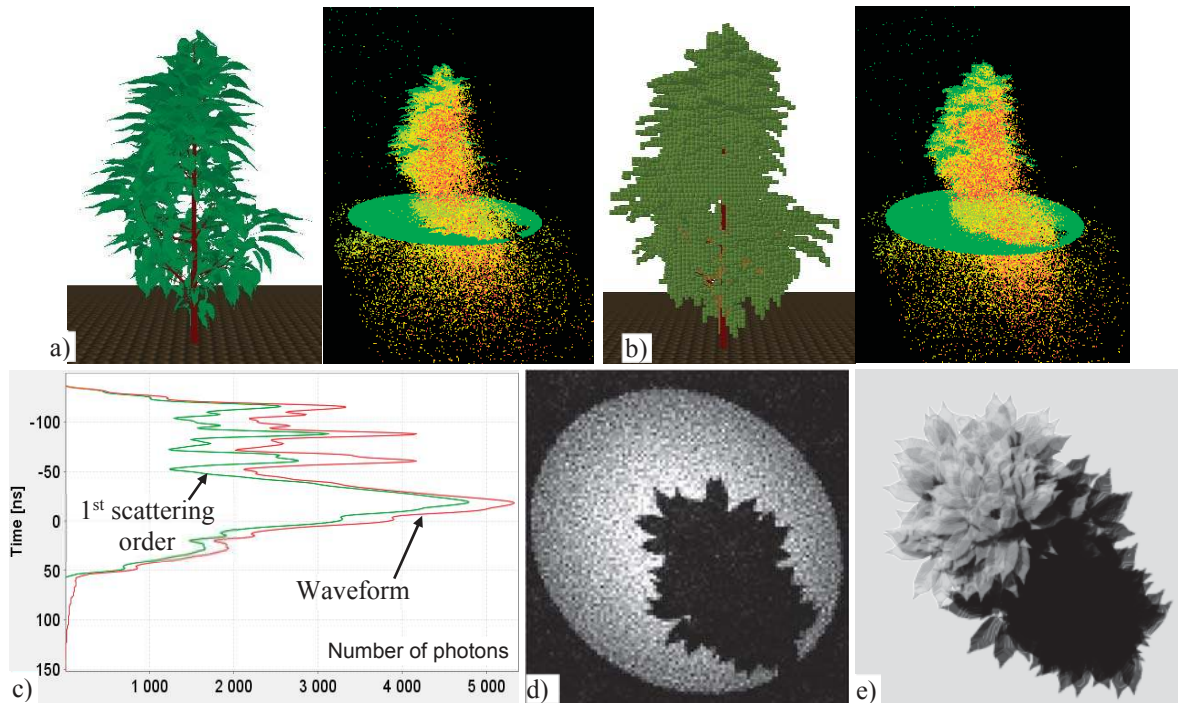 a)
b)
c)
Time [ns]
-100
-50
0
50
100
150
1st scattering
order
Waveform
Number of photons
1 000
2 000
3 000
4 000
5 000
d)
e)